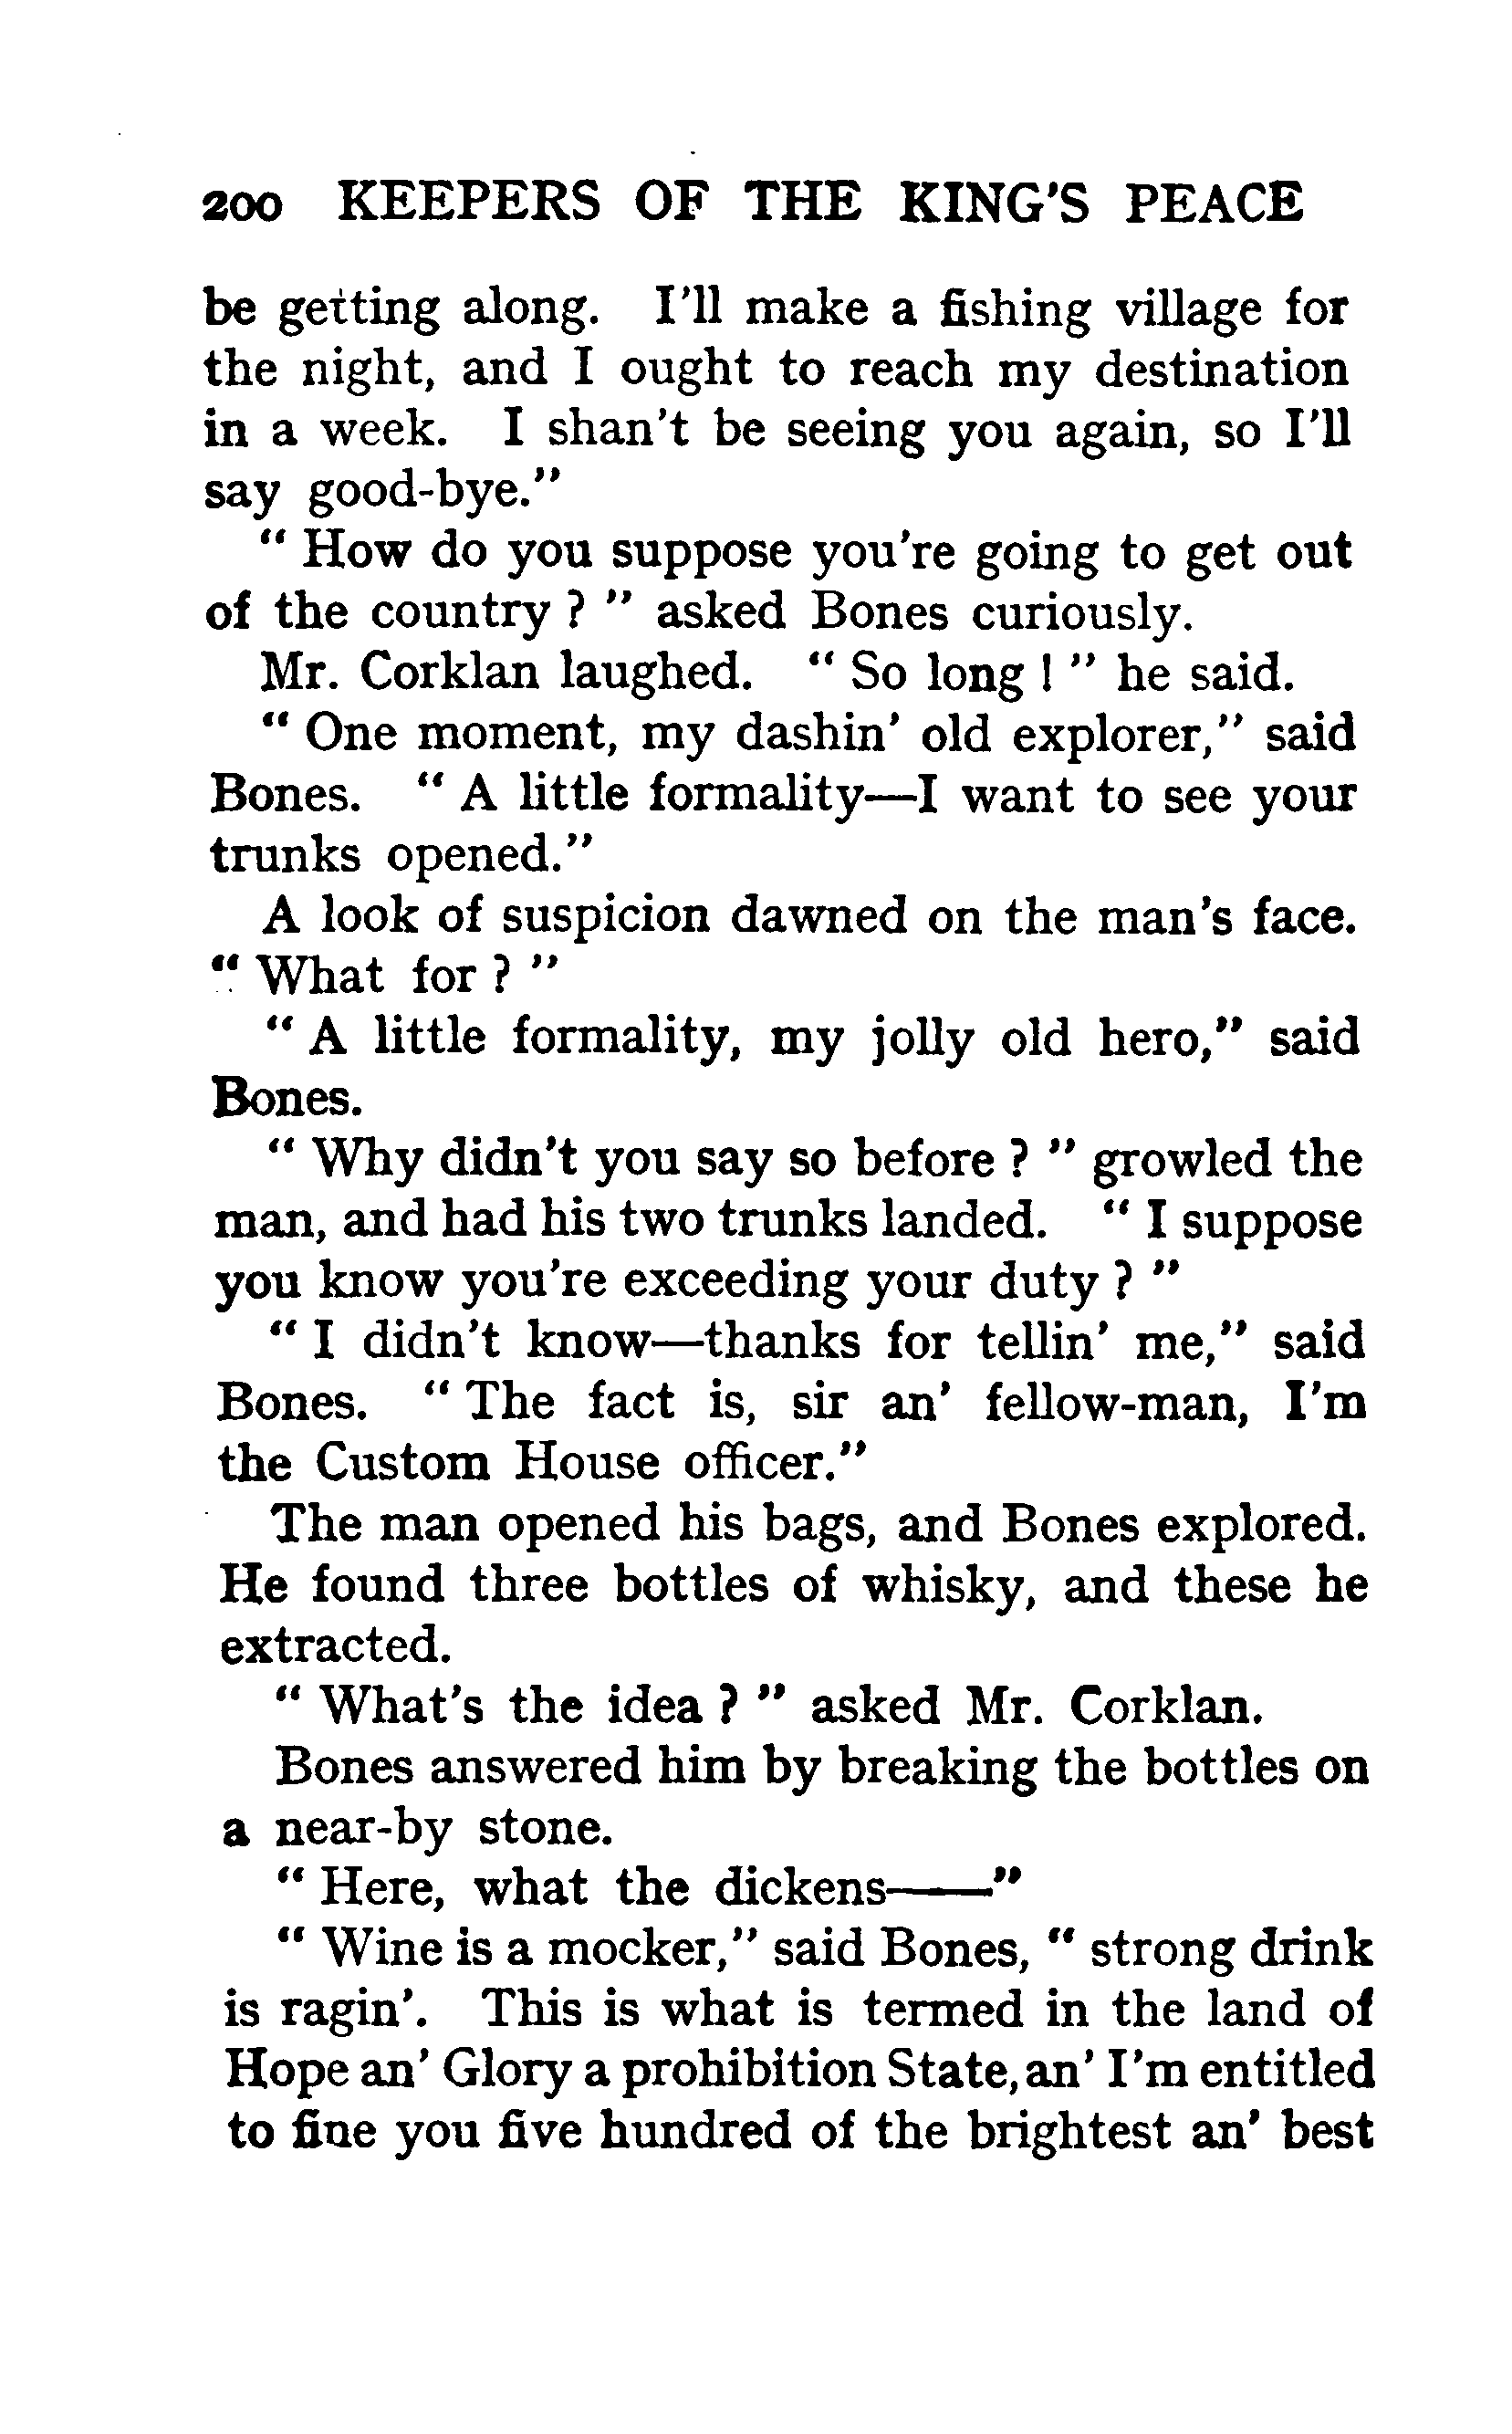 200 KEEPERS OF THE KING'S PEACE
be getting along. I'll make a fishing village for
the night, and I ought to reach my destination
in a week. I shan't be seeing you again, so I'll
say good-bye."
" How do you suppose you're going to get out
of the country ? " asked Bones curiously.
Mr. Corklan laughed. " So long ! " he said.
" One moment, my dashin' old explorer," said
Bones. " A little formality—I want to see your
trunks opened."
A look of suspicion dawned on the man's face.
" What for ? "
" A little formality, my jolly old hero," said
Bones.
" Why didn't you say so before ? " growled the
man, and had his two trunks landed. " I suppose
you know you're exceeding your duty ? "
" I didn't know—thanks for tellin' me," said
Bones. " The fact is, sir an' fellow-man, I'm
the Custom House officer."
The man opened his bags, and Bones explored.
He found three bottles of whisky, and these he
extracted.
" What's the idea ? " asked Mr. Corklan.
Bones answered him by breaking the bottles on
a near-by stone.
" Here, what the dickens——"
" Wine is a mocker," said Bones, " strong drink
is ragin'. This is what is termed in the land of
Hope an' Glory a prohibition State, an' I'm entitled
to fine you five hundred of the brightest an' best